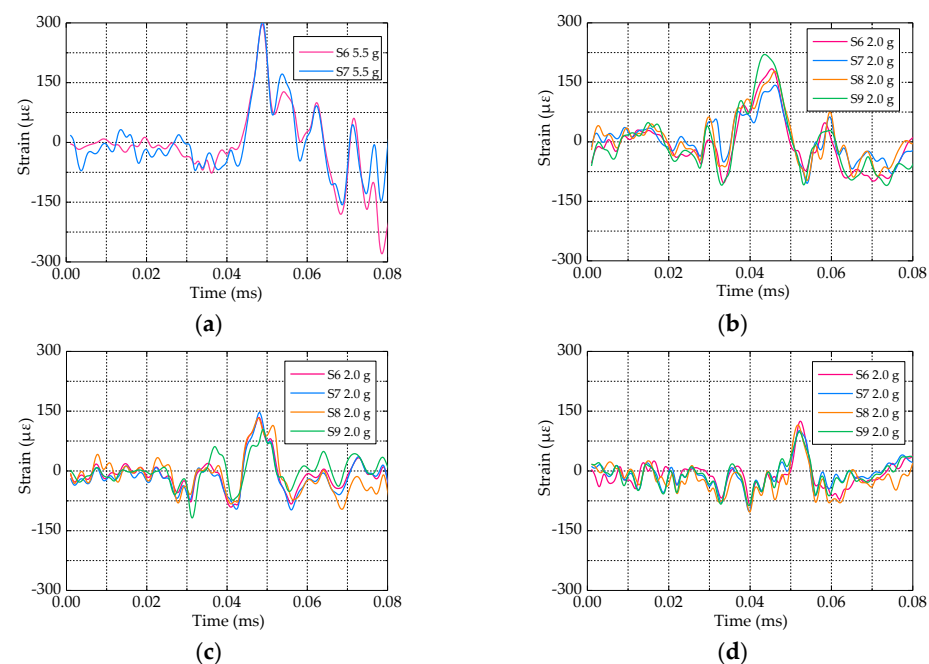 300
150
0
-150
-300
Strain (με)
S6 5.5 g
S7 5.5 g
0.00 0.02 0.04 0.06 0.08
Time (ms)
(a)
300
150
0
-150
-300
Strain (με)
S6 2.0 g
S7 2.0 g
S8 2.0 g
S9 2.0 g
0.00 0.02 0.04 0.06 0.08
Time (ms)
(b)
300
150
0
-150
-300
Strain (με)
S6 2.0 g
S7 2.0 g
S8 2.0 g
S9 2.0 g
0.00 0.02 0.04 0.06 0.08
Time (ms)
(c)
300
150
0
-150
-300
Strain (με)
S6 2.0 g
S7 2.0 g
S8 2.0 g
S9 2.0 g
0.00 0.02 0.04 0.06 0.08
Time (ms)
(d)